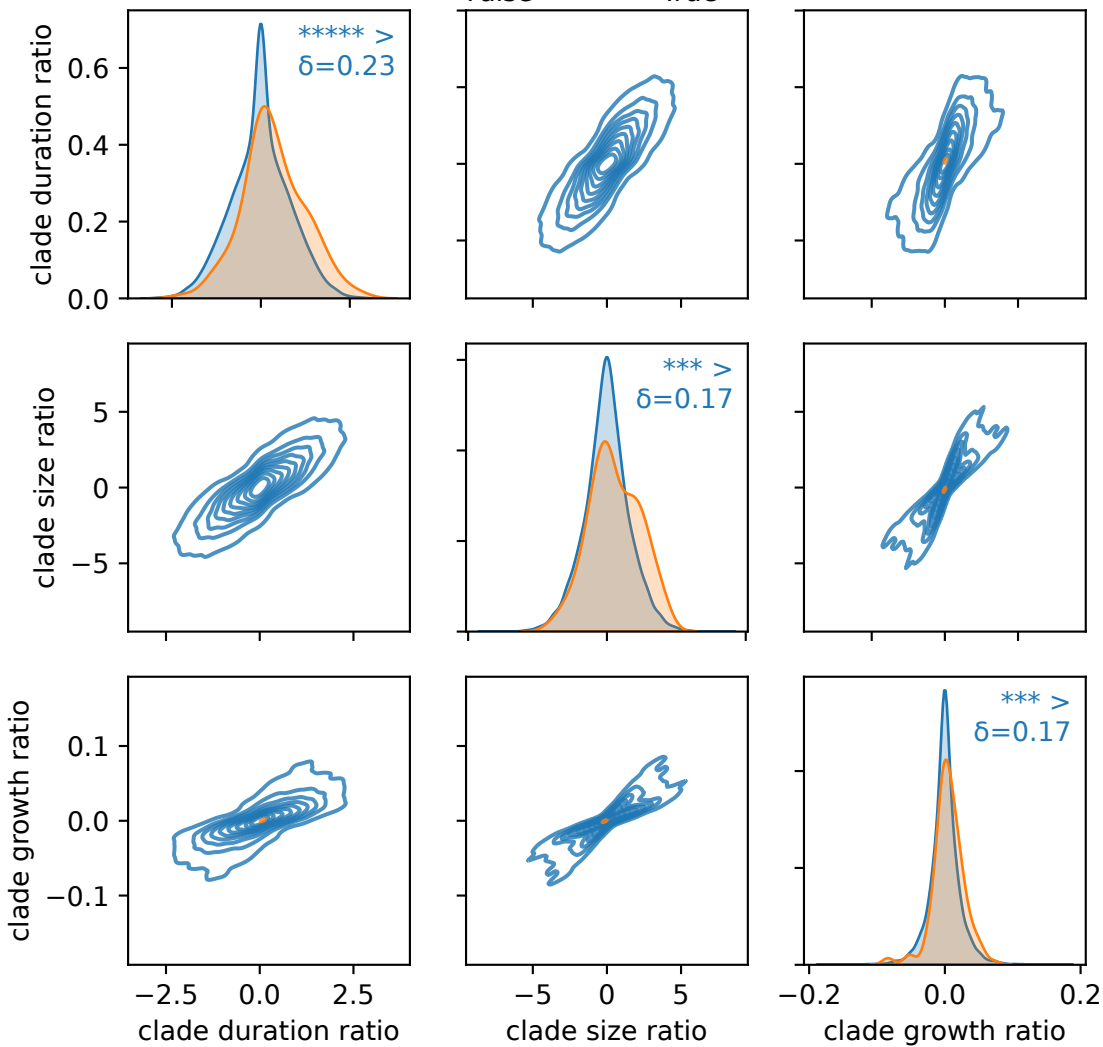 clade duration ratio
0.6
0.4
0.2
0.0
***** >
δ=0.23
clade size ratio
5
0
−5
*** >
δ=0.17
clade growth ratio
0.1
0.0
−0.1
*** >
δ=0.17
−2.5 0.0 2.5
−5 0 5
−0.2 0.0 0.2
clade duration ratio
clade size ratio
clade growth ratio